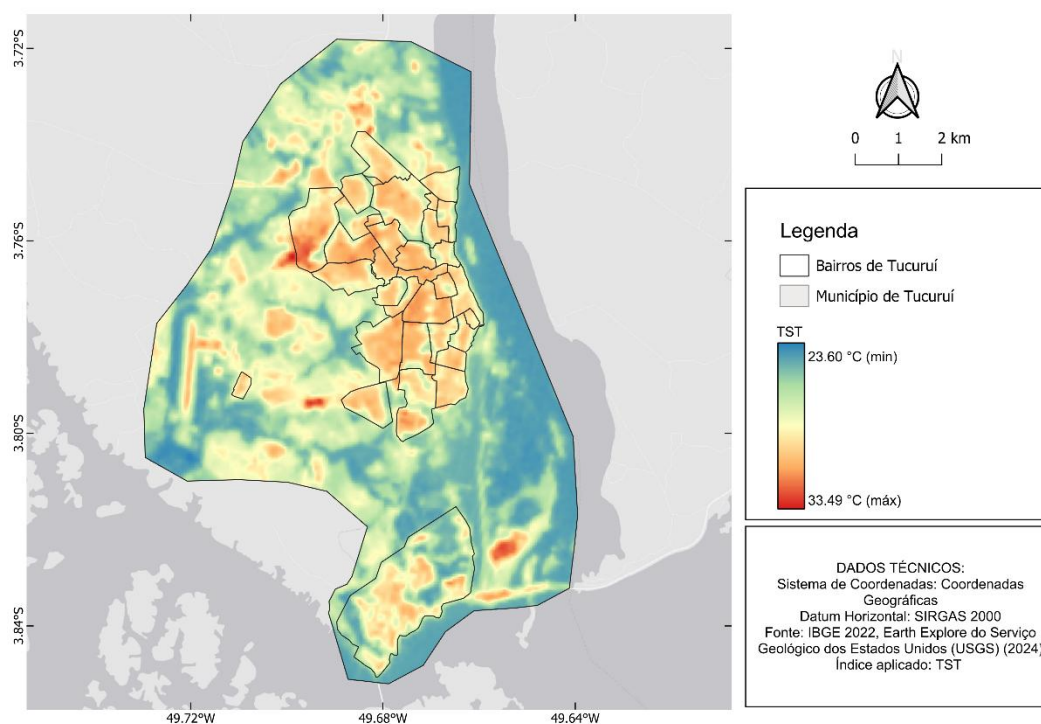 3.72°S
3.76°S
3.80°S
3.84°S
49.72°W
49.68°W
49.64°W
N
0 1 2 km
Legenda
Bairros de Tucuruí
Município de Tucuruí
TST
23.60 °C (min)
33.49 °C (máx)
DADOS TÉCNICOS:
Sistema de Coordenadas: Coordenadas
Geográficas
Datum Horizontal: SIRGAS 2000
Fonte: IBGE 2022, Earth Explore do Serviço
Geológico dos Estados Unidos (USGS) (2024)
Índice aplicado: TST